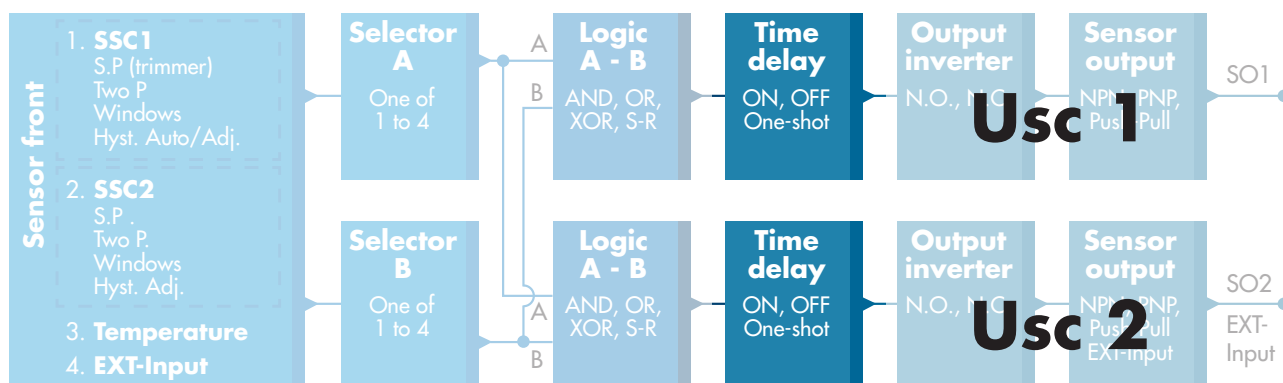 Sensor front
1. SSC1
S.P (trimmer)
Two P
Windows
Hyst. Auto/Adj.
2. SSC2
S.P .
Two P.
Windows
Hyst. Adj.
3. Temperature
4. EXT-Input
Selector
A
One of
1 to 4
A
B
Logic
A - B
AND, OR,
XOR, S-R
Time
delay
ON, OFF
One-shot
Output
inverter
N.O., N.C.
Sensor
output
NPN, PNP,
Push-Pull
Usc 1
SO1
Selector
B
One of
1 to 4
A
B
Logic
A - B
AND, OR,
XOR, S-R
Time
delay
ON, OFF
One-shot
Output
inverter
N.O., N.C.
Sensor
output
NPN, PNP,
Push-Pull
EXT-Input
Usc 2
SO2
EXT-
Input